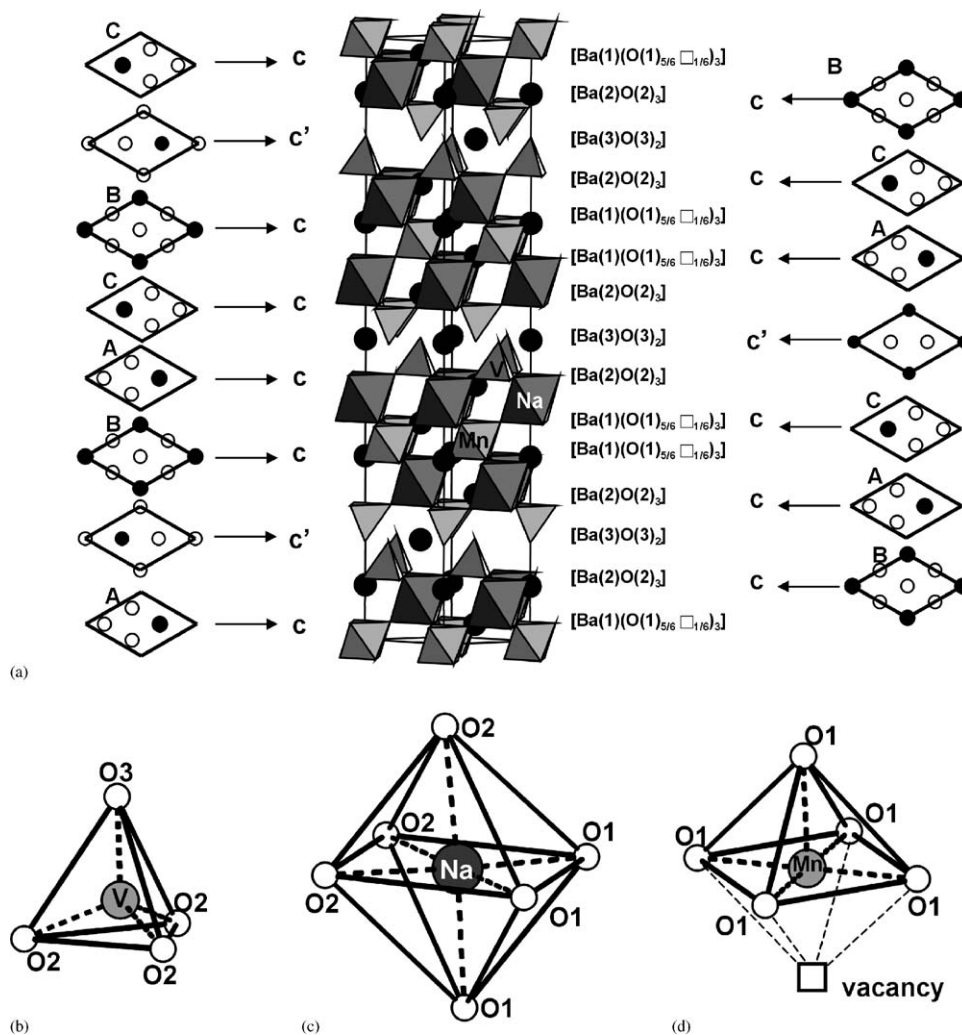 C
c
c'
B
c
C
c
A
c
B
c
c'
A
c
V
Na
Mn
[Ba(1)(O(1)5/6 □1/6)3]
[Ba(2)O(2)3]
[Ba(3)O(3)2]
[Ba(2)O(2)3]
[Ba(1)(O(1)5/6 □1/6)3]
[Ba(1)(O(1)5/6 □1/6)3]
[Ba(2)O(2)3]
[Ba(3)O(3)2]
[Ba(2)O(2)3]
[Ba(1)(O(1)5/6 □1/6)3]
[Ba(1)(O(1)5/6 □1/6)3]
[Ba(2)O(2)3]
[Ba(3)O(3)2]
[Ba(2)O(2)3]
[Ba(1)(O(1)5/6 □1/6)3]
B
c
C
c
A
c
c'
C
c
A
c
B
c
(a)
O3
V
O2
O2
O2
(b)
O2
O2
O1
Na
O2
O1
O1
(c)
O1
O1
O1
Mn
O1
O1
vacancy
(d)